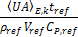 ⟨UA⟩_{E,k} t_{ref}
ρ_{ref} V_{ref} C_{P,ref}